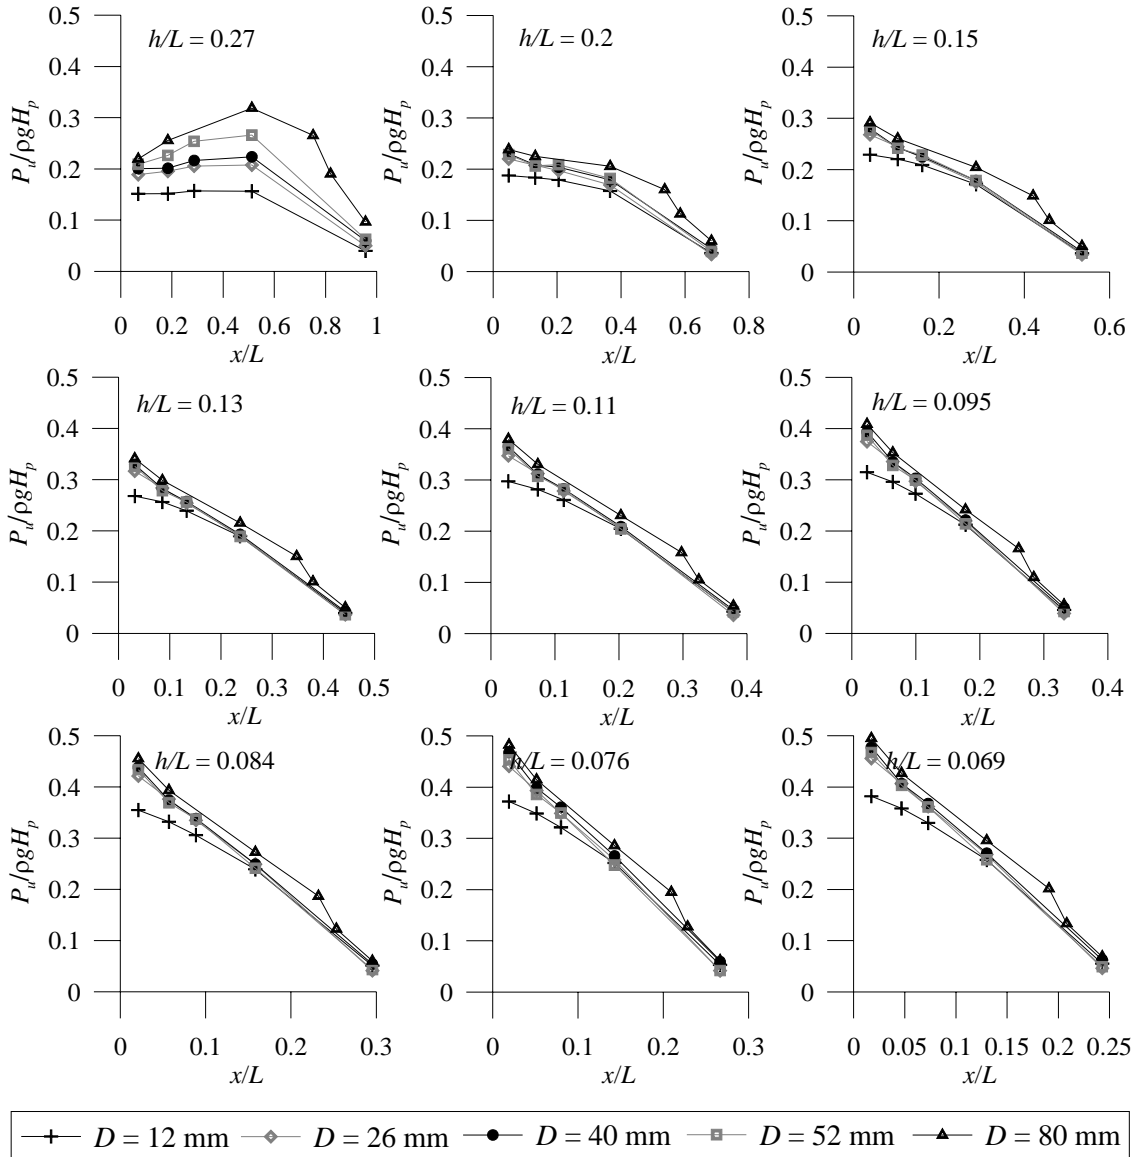 h/L = 0.27
0.5
0.4
0.3
0.2
0.1
0
P_u/ρgH_p
0 0.2 0.4 0.6 0.8 1
x/L
h/L = 0.2
0.5
0.4
0.3
0.2
0.1
0
P_u/ρgH_p
0 0.2 0.4 0.6 0.8
x/L
h/L = 0.15
0.5
0.4
0.3
0.2
0.1
0
P_u/ρgH_p
0 0.2 0.4 0.6
x/L
h/L = 0.13
0.5
0.4
0.3
0.2
0.1
0
P_u/ρgH_p
0 0.1 0.2 0.3 0.4 0.5
x/L
h/L = 0.11
0.5
0.4
0.3
0.2
0.1
0
P_u/ρgH_p
0 0.1 0.2 0.3 0.4
x/L
h/L = 0.095
0.5
0.4
0.3
0.2
0.1
0
P_u/ρgH_p
0 0.1 0.2 0.3 0.4
x/L
h/L = 0.084
0.5
0.4
0.3
0.2
0.1
0
P_u/ρgH_p
0 0.1 0.2 0.3
x/L
h/L = 0.076
0.5
0.4
0.3
0.2
0.1
0
P_u/ρgH_p
0 0.1 0.2 0.3
x/L
h/L = 0.069
0.5
0.4
0.3
0.2
0.1
0
P_u/ρgH_p
0 0.05 0.1 0.15 0.2 0.25
x/L
D = 12 mm D = 26 mm D = 40 mm D = 52 mm D = 80 mm